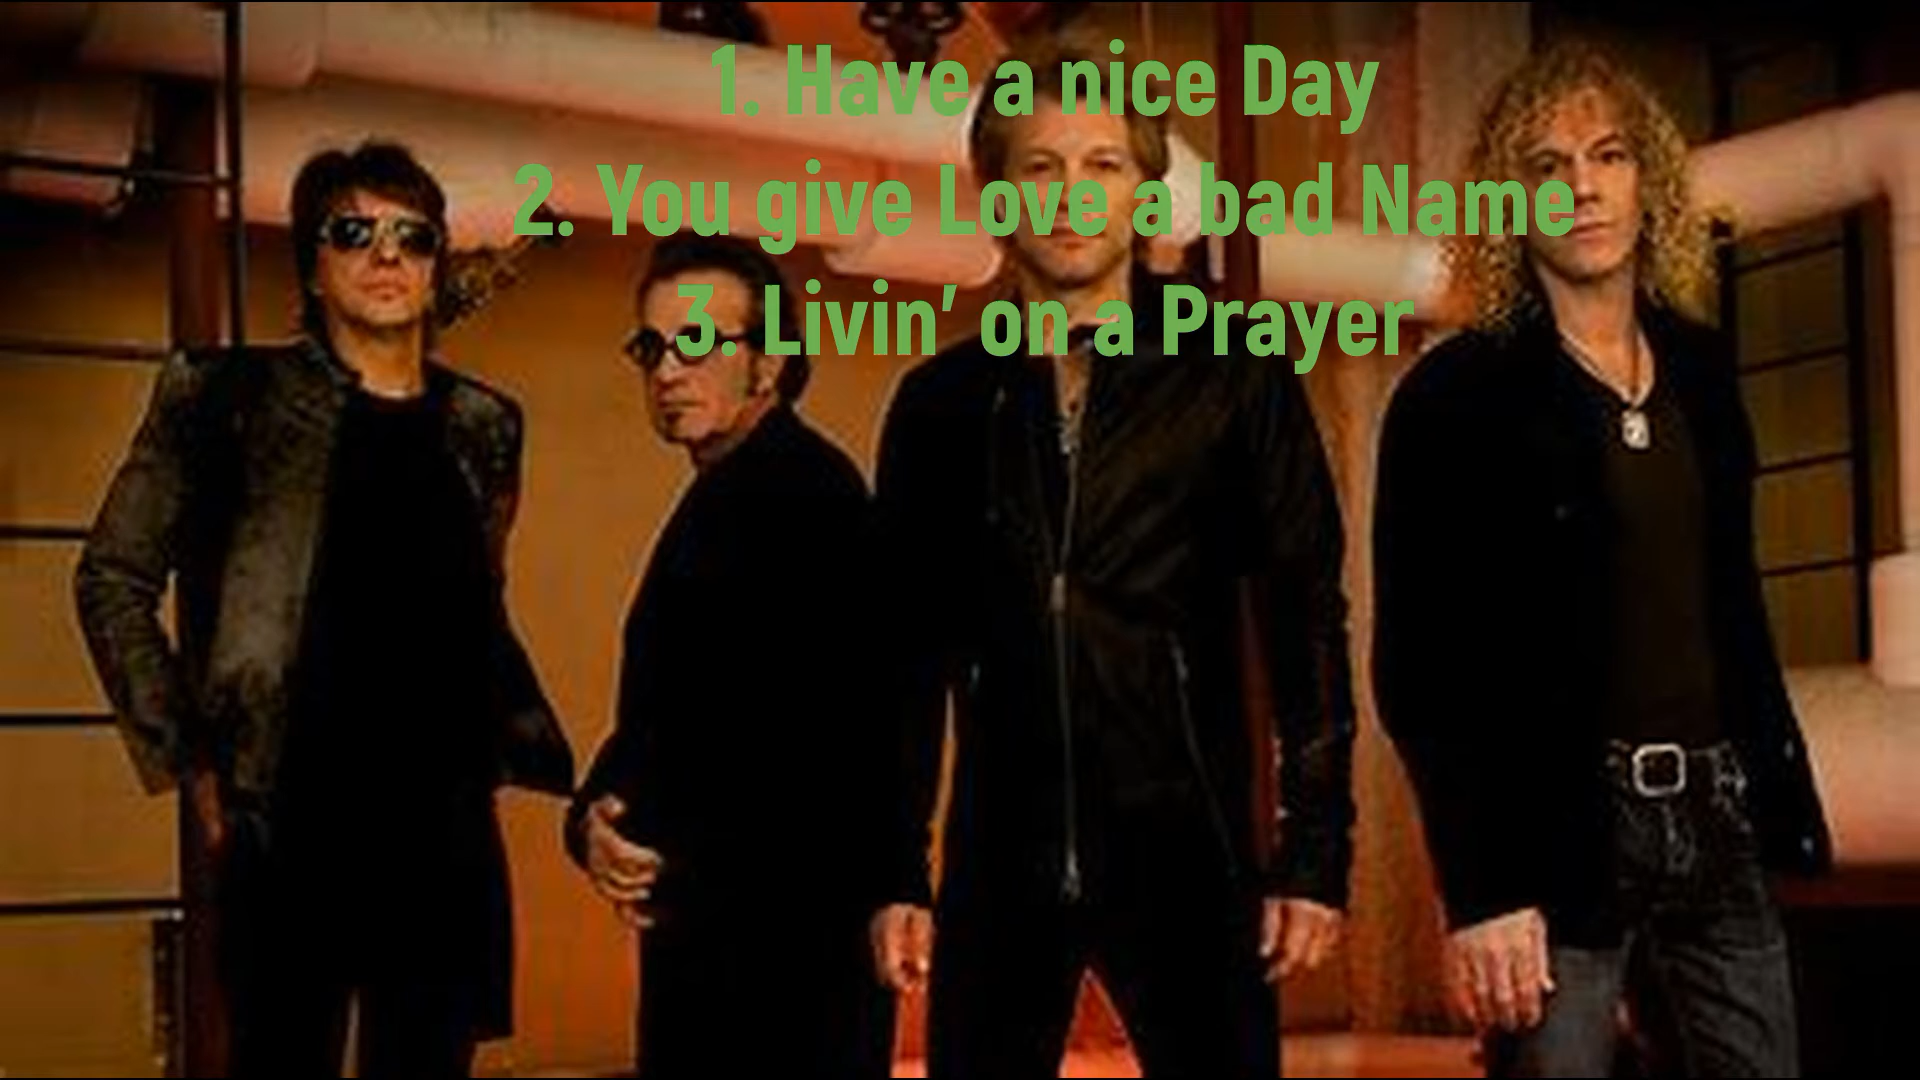 1. Have a nice Day
2. You give Love a bad Name
3. Livin’ on a Prayer